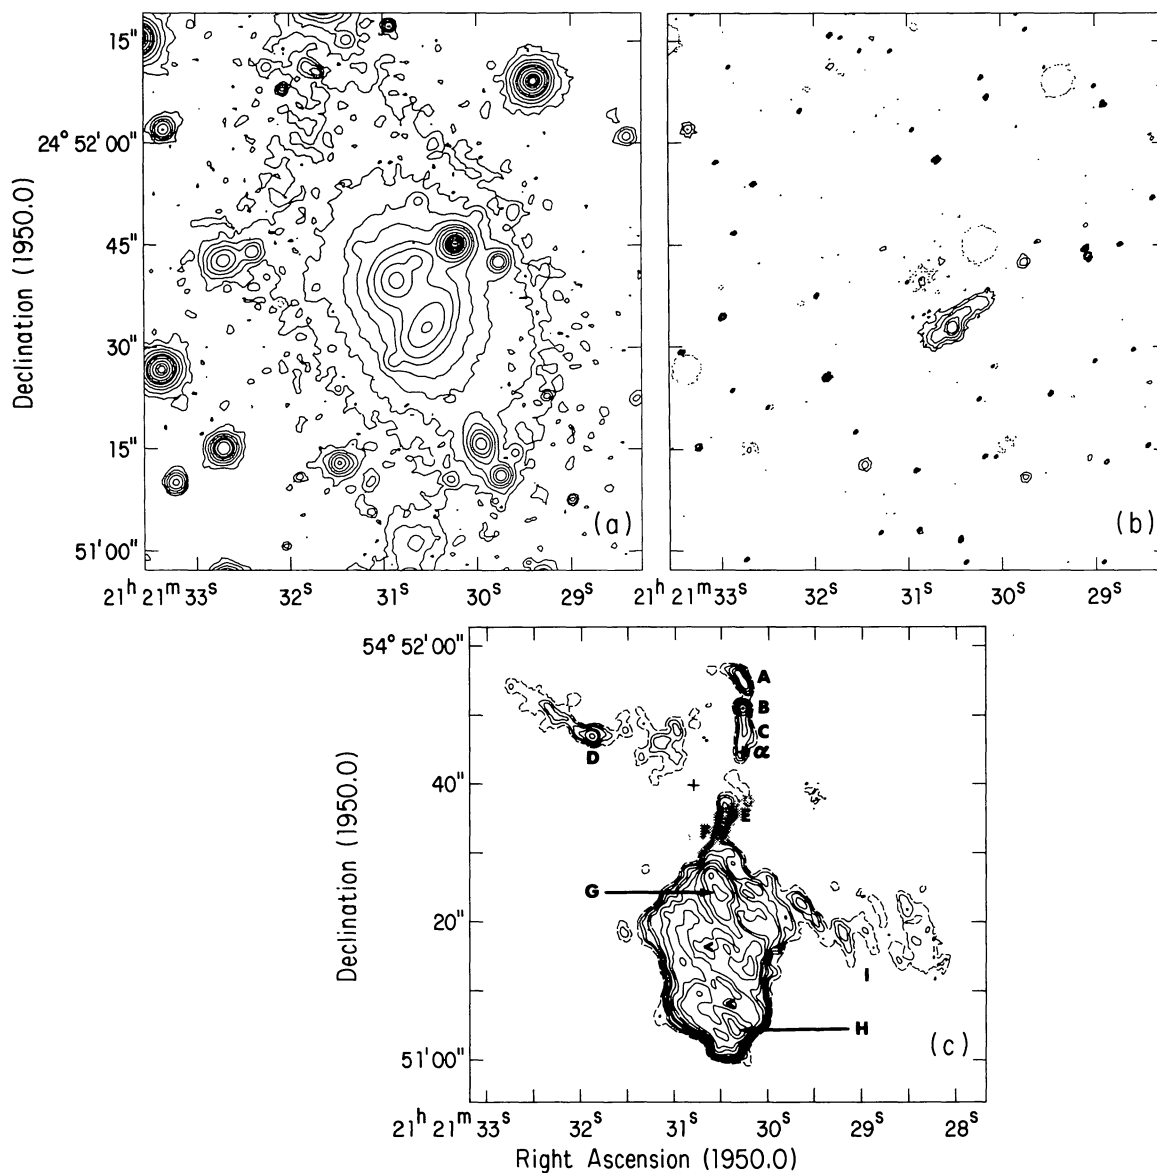 15"
24° 52' 00"
45"
30"
15"
51' 00"
Declination (1950.0)
(a)
(b)
21ʰ 21ᵐ 33ˢ 32ˢ 31ˢ 30ˢ 29ˢ
21ʰ 21ᵐ 33ˢ 32ˢ 31ˢ 30ˢ 29ˢ
54° 52' 00"
40"
20"
51' 00"
Declination (1950.0)
A
B
C
α
D
E
F
G
I
H
(c)
21ʰ 21ᵐ 33ˢ 32ˢ 31ˢ 30ˢ 29ˢ 28ˢ
Right Ascension (1950.0)